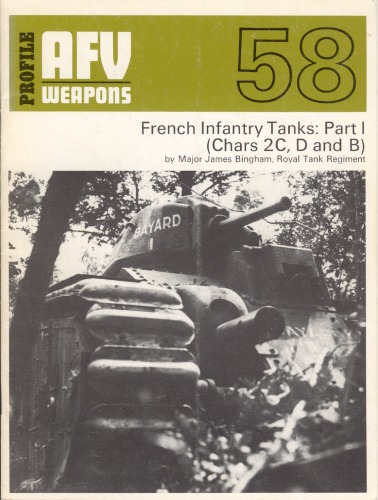 PROFILE
AFV
WEAPONS
58
French Infantry Tanks: Part I
(Chars 2C, D and B)
by Major James Bingham, Royal Tank Regiment
BAYARD
I